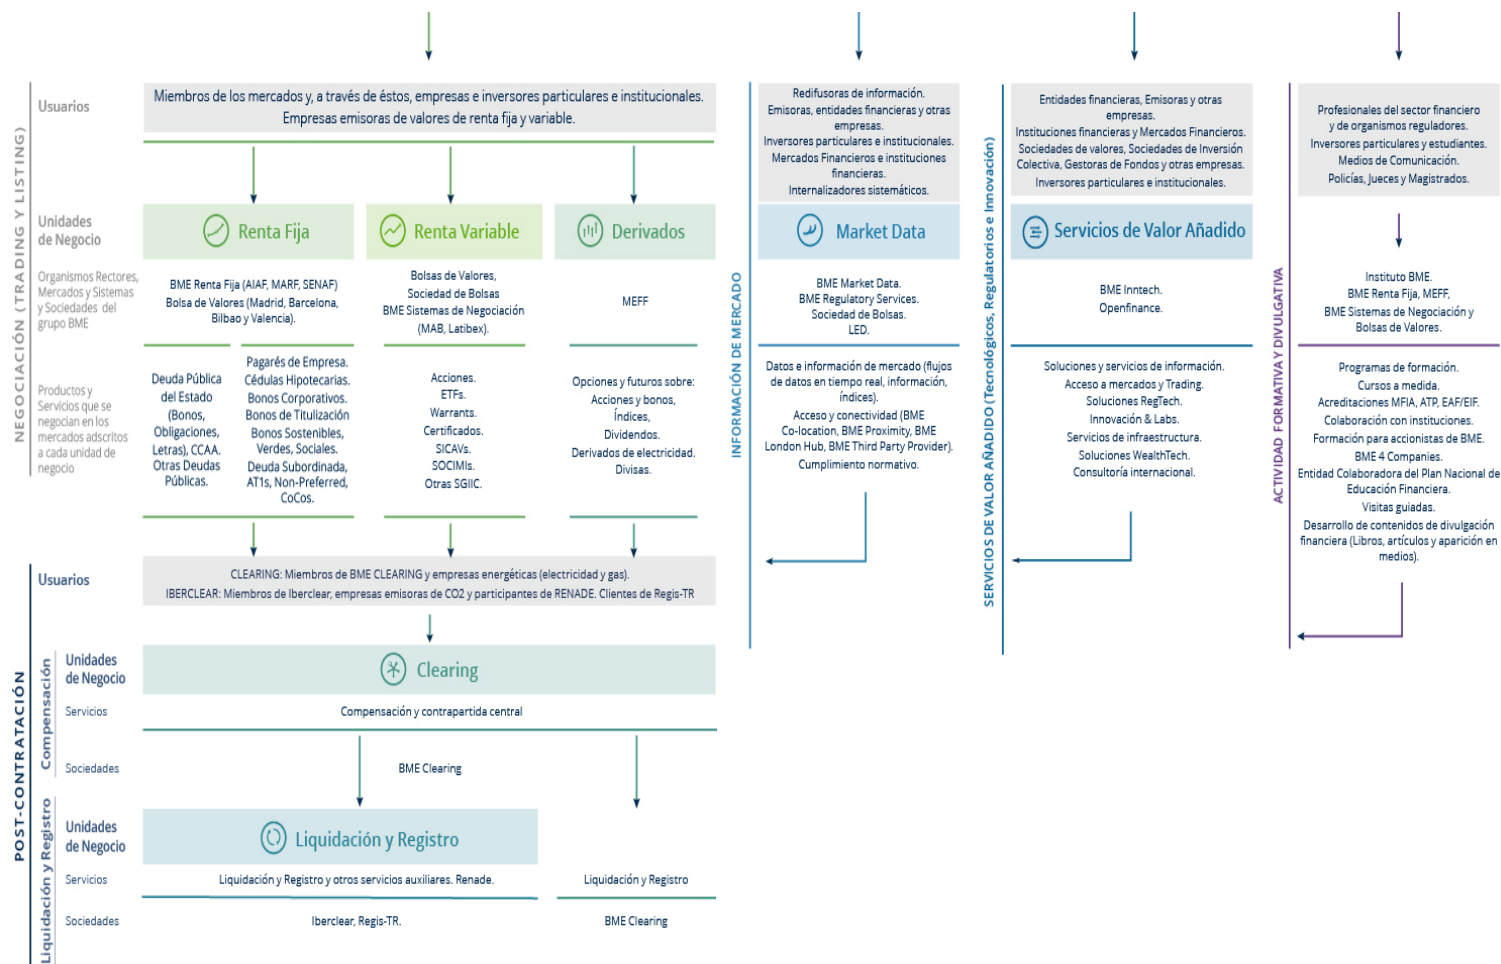 NEGOCIACIÓN (TRADING Y LISTING)
Usuarios
Miembros de los mercados y, a través de éstos, empresas e inversores particulares e institucionales.
Empresas emisoras de valores de renta fija y variable.
Unidades
de Negocio
Renta Fija
Renta Variable
Derivados
Organismos Rectores,
Mercados y Sistemas
y Sociedades del
grupo BME
BME Renta Fija (AIAF, MARF, SENAF)
Bolsa de Valores (Madrid, Barcelona,
Bilbao y Valencia).
Bolsas de Valores,
Sociedad de Bolsas
BME Sistemas de Negociación
(MAB, Latibex).
MEFF
Productos y
Servicios que se
negocian en los
mercados adscritos
a cada unidad de
negocio
Deuda Pública
del Estado
(Bonos,
Obligaciones,
Letras), CCAA.
Otras Deudas
Públicas.
Pagarés de Empresa.
Cédulas Hipotecarias.
Bonos Corporativos.
Bonos de Titulización
Bonos Sostenibles,
Verdes, Sociales.
Deuda Subordinada,
AT1s, Non-Preferred,
CoCos.
Acciones.
ETFs.
Warrants.
Certificados.
SICAVs.
SOCIMIs.
Otras SGIIC.
Opciones y futuros sobre:
Acciones y bonos,
Índices,
Dividendos.
Derivados de electricidad.
Divisas.
POST-CONTRATACIÓN
Usuarios
CLEARING: Miembros de BME CLEARING y empresas energéticas (electricidad y gas).
IBERCLEAR: Miembros de Iberclear, empresas emisoras de CO2 y participantes de RENADE. Clientes de Regis-TR
Compensación
Unidades
de Negocio
Clearing
Servicios
Compensación y contrapartida central
Sociedades
BME Clearing
Liquidación y Registro
Unidades
de Negocio
Liquidación y Registro
Servicios
Liquidación y Registro y otros servicios auxiliares. Renade.
Liquidación y Registro
Sociedades
Iberclear, Regis-TR.
BME Clearing
INFORMACIÓN DE MERCADO
Redifusoras de información.
Emisoras, entidades financieras y otras
empresas.
Inversores particulares e institucionales.
Mercados Financieros e instituciones
financieras.
Internalizadores sistemáticos.
Market Data
BME Market Data.
BME Regulatory Services.
Sociedad de Bolsas.
LED.
Datos e información de mercado (flujos
de datos en tiempo real, información,
índices).
Acceso y conectividad (BME
Co-location, BME Proximity, BME
London Hub, BME Third Party Provider).
Cumplimiento normativo.
SERVICIOS DE VALOR AÑADIDO (Tecnológicos, Regulatorios e Innovación)
Entidades financieras, Emisoras y otras
empresas.
Instituciones financieras y Mercados Financieros.
Sociedades de valores, Sociedades de Inversión
Colectiva, Gestoras de Fondos y otras empresas.
Inversores particulares e institucionales.
Servicios de Valor Añadido
BME Inntech.
Openfinance.
Soluciones y servicios de información.
Acceso a mercados y Trading.
Soluciones RegTech.
Innovación & Labs.
Servicios de infraestructura.
Soluciones WealthTech.
Consultoría internacional.
ACTIVIDAD FORMATIVA Y DIVULGATIVA
Profesionales del sector financiero
y de organismos reguladores.
Inversores particulares y estudiantes.
Medios de Comunicación.
Policías, Jueces y Magistrados.
Instituto BME.
BME Renta Fija, MEFF,
BME Sistemas de Negociación y
Bolsas de Valores.
Programas de formación.
Cursos a medida.
Acreditaciones MFIA, ATP, EAF/EIF.
Colaboración con instituciones.
Formación para accionistas de BME.
BME 4 Companies.
Entidad Colaboradora del Plan Nacional de
Educación Financiera.
Visitas guiadas.
Desarrollo de contenidos de divulgación
financiera (Libros, artículos y aparición en
medios).